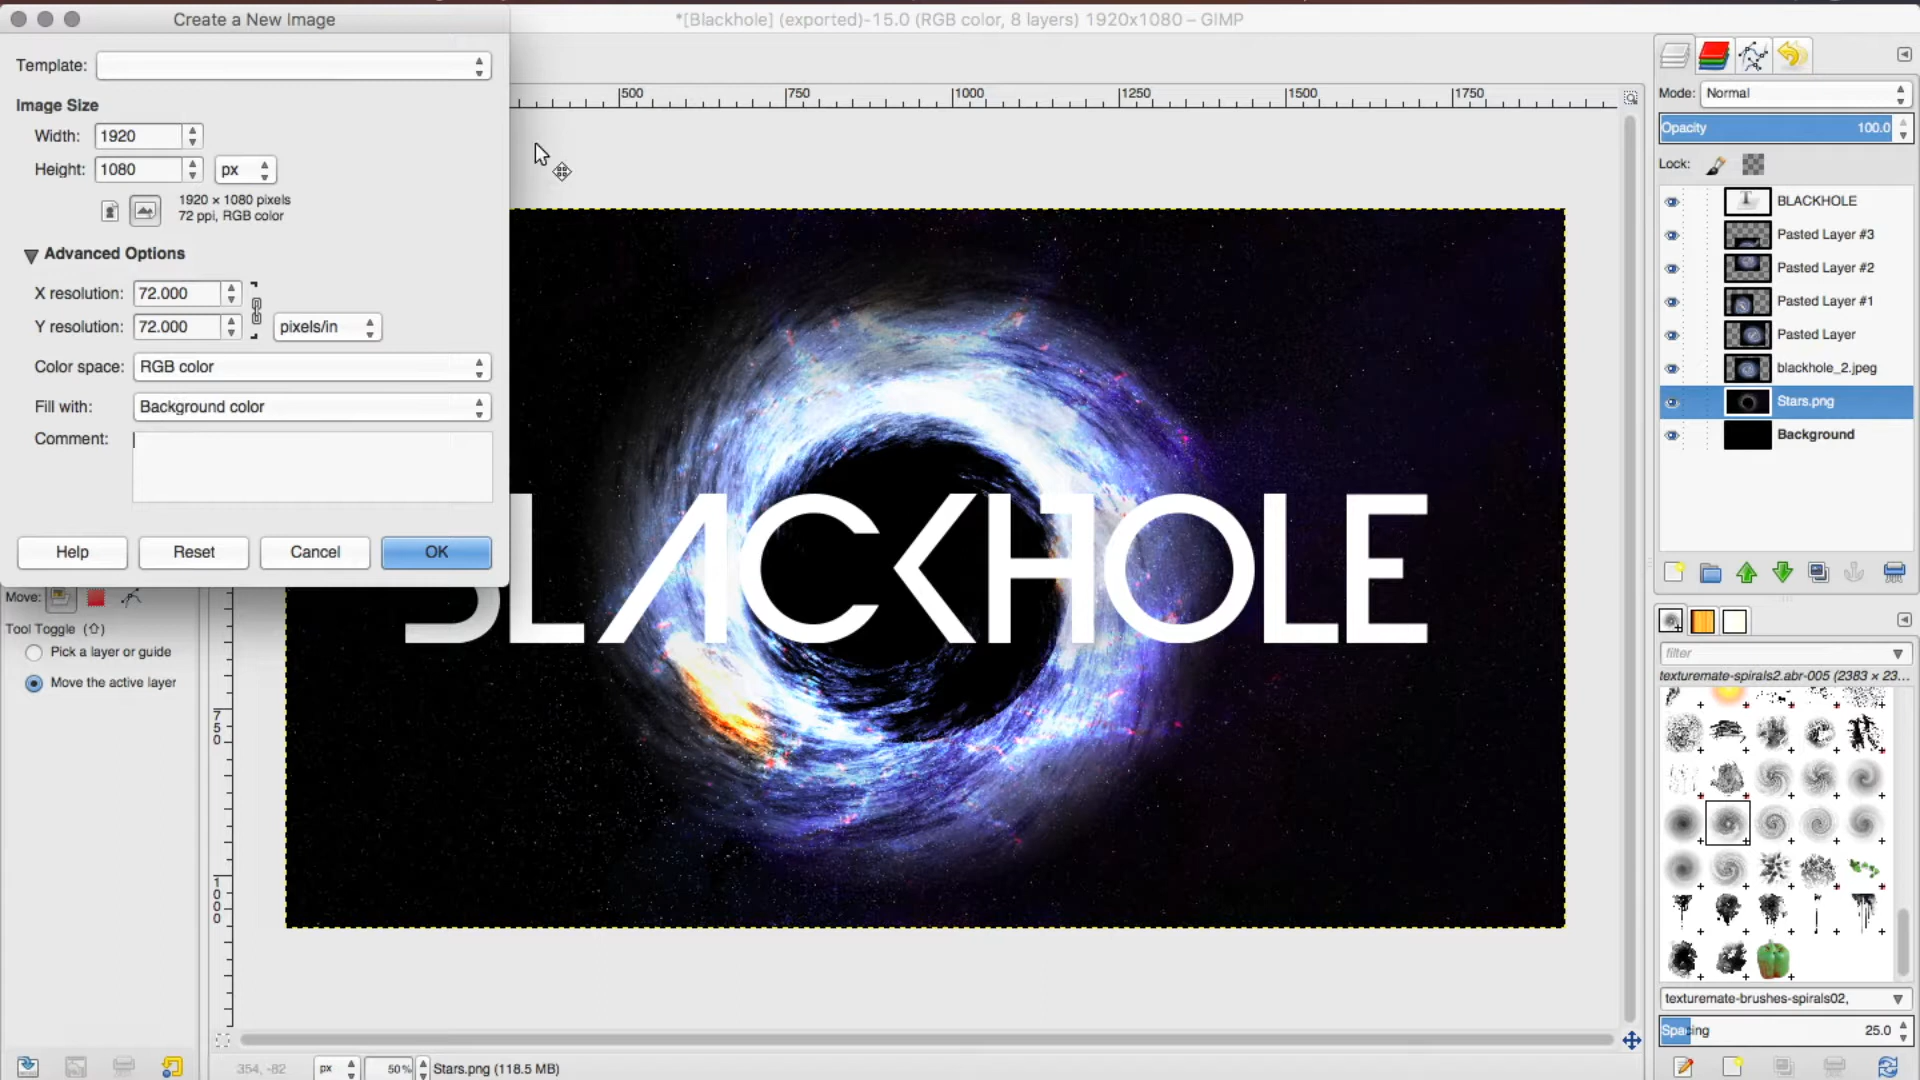 Create a New Image
*[Blackhole] (exported)-15.0 (RGB color, 8 layers) 1920x1080 – GIMP
Template:
Image Size
Width: 1920
Height: 1080 px
1920 × 1080 pixels
72 ppi, RGB color
Advanced Options
X resolution: 72.000
Y resolution: 72.000 pixels/in
Color space: RGB color
Fill with: Background color
Comment:
Help Reset Cancel OK
Move:
Tool Toggle (⇧)
Pick a layer or guide
Move the active layer
500 750 1000 1250 1500 1750
750
1000
BLACKHOLE
354, -82 px 50% Stars.png (118.5 MB)
Mode: Normal
Opacity 100.0
Lock:
BLACKHOLE
Pasted Layer #3
Pasted Layer #2
Pasted Layer #1
Pasted Layer
blackhole_2.jpeg
Stars.png
Background
filter
texturemate-spirals2.abr-005 (2383 × 23...
texturemate-brushes-spirals02,
Spacing 25.0